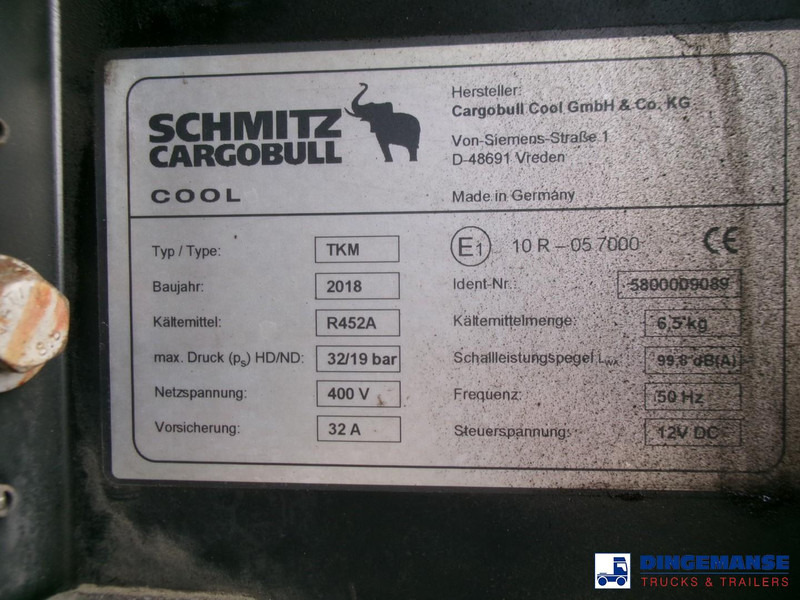 SCHMITZ
CARGOBULL
COOL
Hersteller:
Cargobull Cool GmbH & Co. KG
Von-Siemens-Straße 1
D-48691 Vreden
Made in Germany
Typ / Type: TKM
E1 10 R – 05 7000 CE
Baujahr: 2018
Ident-Nr.: 5800009089
Kältemittel: R452A
Kältemittelmenge: 6,5 kg
max. Druck (ps) HD/ND: 32/19 bar
Schallleistungspegel LWA: 99,8 dB(A)
Netzspannung: 400 V
Frequenz: 50 Hz
Vorsicherung: 32 A
Steuerspannung: 12V DC
DINGEMANSE
TRUCKS & TRAILERS